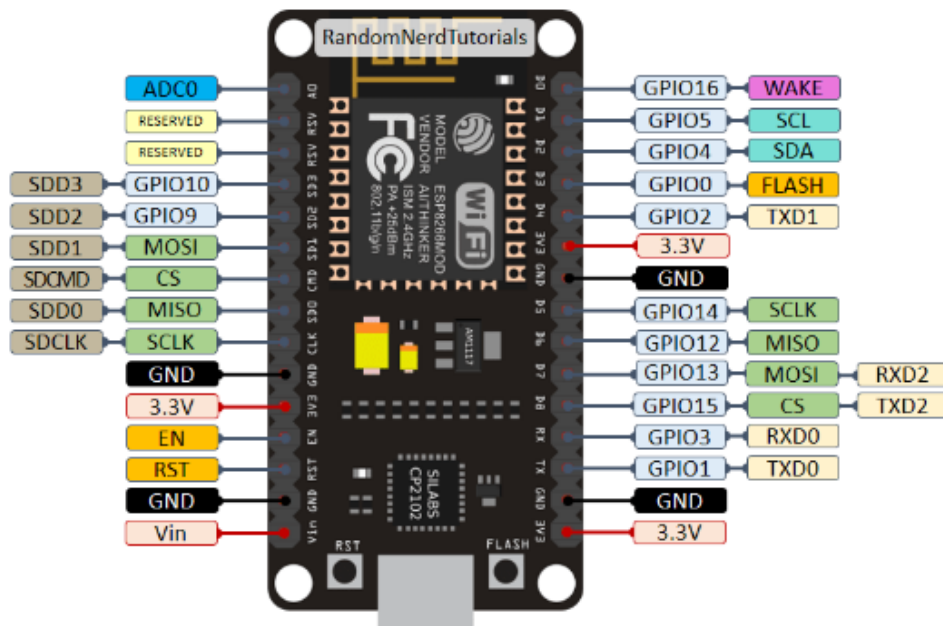 RandomNerdTutorials
ADC0
RESERVED
RESERVED
SDD3 GPIO10
SDD2 GPIO9
SDD1 MOSI
SDCMD CS
SDD0 MISO
SDCLK SCLK
GND
3.3V
EN
RST
GND
Vin
A0
RSV
RSV
SD3
SD2
SD1
CMD
SD0
CLK
GND
3V3
EN
RST
GND
Vin
MODEL ESP8266MOD
VENDOR AITHINKER
ISM 2.4GHz
PA +25dBm
802.11b/g/n
FC
WiFi
AM1117
SILABS
CP2102
RST
FLASH
D0
D1
D2
D3
D4
3V3
GND
D5
D6
D7
D8
RX
TX
GND
3V3
GPIO16 WAKE
GPIO5 SCL
GPIO4 SDA
GPIO0 FLASH
GPIO2 TXD1
3.3V
GND
GPIO14 SCLK
GPIO12 MISO
GPIO13 MOSI RXD2
GPIO15 CS TXD2
GPIO3 RXD0
GPIO1 TXD0
GND
3.3V